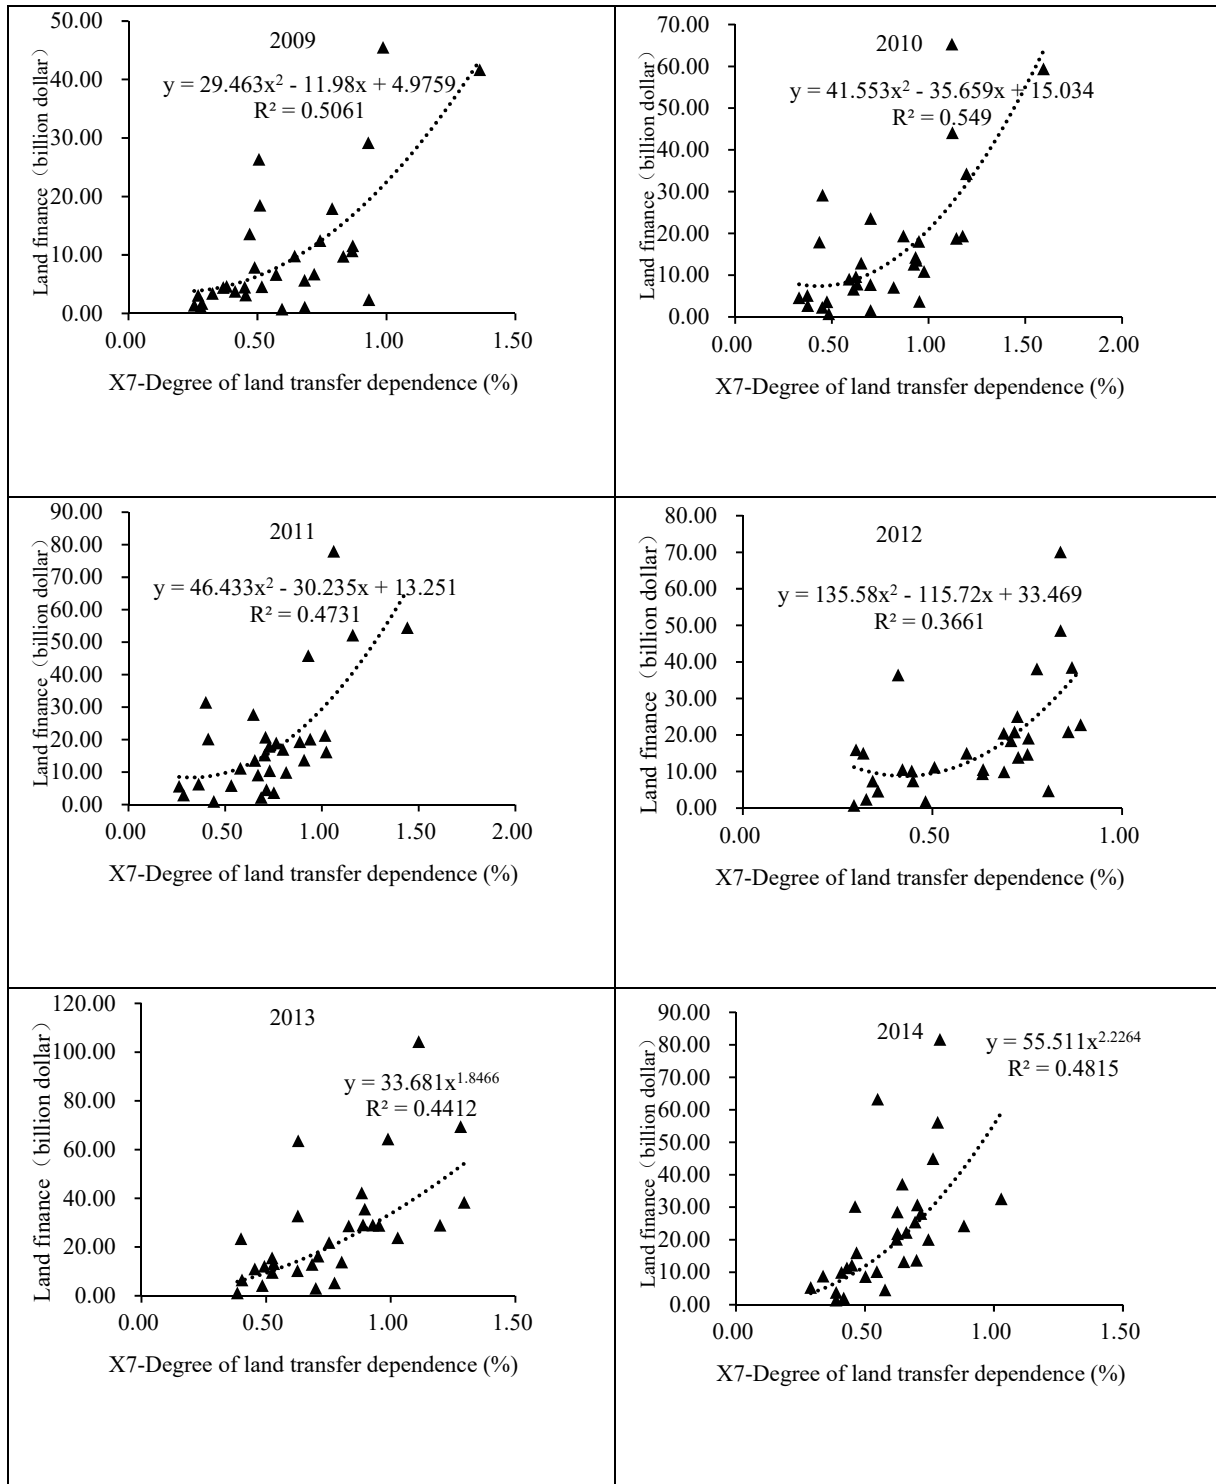 2009
y = 29.463x² - 11.98x + 4.9759
R² = 0.5061
Land finance（billion dollar）
50.00
40.00
30.00
20.00
10.00
0.00
0.00 0.50 1.00 1.50
X7-Degree of land transfer dependence (%)
2010
y = 41.553x² - 35.659x + 15.034
R² = 0.549
Land finance（billion dollar）
70.00
60.00
50.00
40.00
30.00
20.00
10.00
0.00
0.00 0.50 1.00 1.50 2.00
X7-Degree of land transfer dependence (%)
2011
y = 46.433x² - 30.235x + 13.251
R² = 0.4731
Land finance（billion dollar）
90.00
80.00
70.00
60.00
50.00
40.00
30.00
20.00
10.00
0.00
0.00 0.50 1.00 1.50 2.00
X7-Degree of land transfer dependence (%)
2012
y = 135.58x² - 115.72x + 33.469
R² = 0.3661
Land finance（billion dollar）
80.00
70.00
60.00
50.00
40.00
30.00
20.00
10.00
0.00
0.00 0.50 1.00
X7-Degree of land transfer dependence (%)
2013
y = 33.681x^1.8466
R² = 0.4412
Land finance（billion dollar）
120.00
100.00
80.00
60.00
40.00
20.00
0.00
0.00 0.50 1.00 1.50
X7-Degree of land transfer dependence (%)
2014
y = 55.511x^2.2264
R² = 0.4815
Land finance（billion dollar）
90.00
80.00
70.00
60.00
50.00
40.00
30.00
20.00
10.00
0.00
0.00 0.50 1.00 1.50
X7-Degree of land transfer dependence (%)